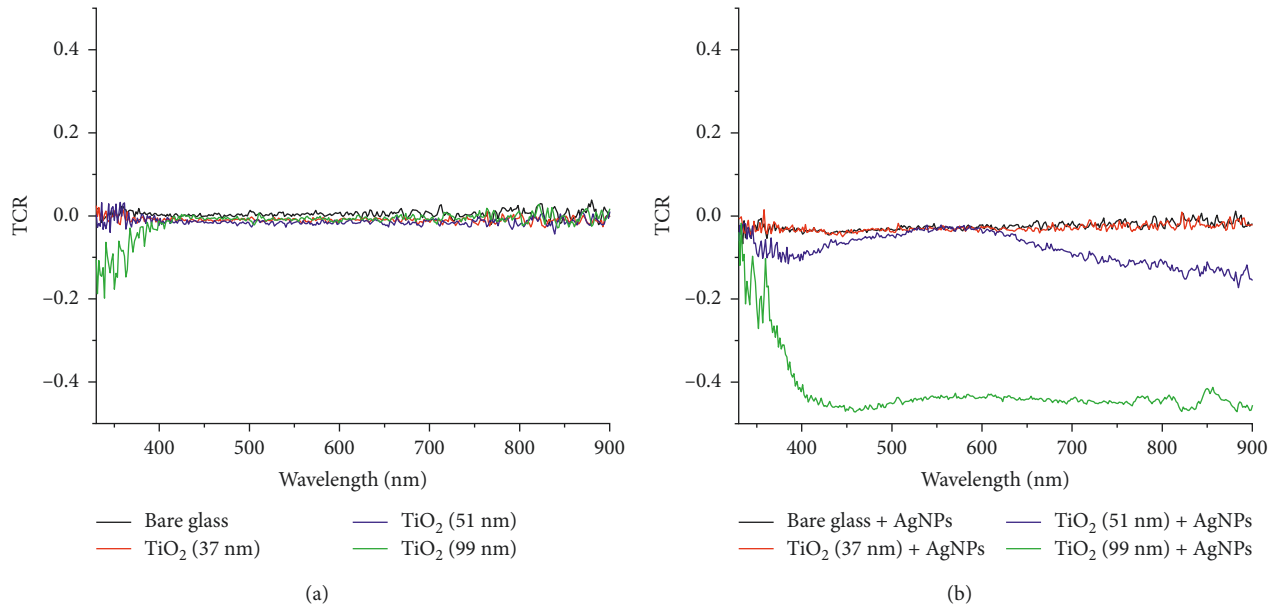 0.4
0.2
0.0
−0.2
−0.4
TCR
400 500 600 700 800 900
Wavelength (nm)
Bare glass
TiO2 (37 nm)
TiO2 (51 nm)
TiO2 (99 nm)
(a)
0.4
0.2
0.0
−0.2
−0.4
TCR
400 500 600 700 800 900
Wavelength (nm)
Bare glass + AgNPs
TiO2 (37 nm) + AgNPs
TiO2 (51 nm) + AgNPs
TiO2 (99 nm) + AgNPs
(b)